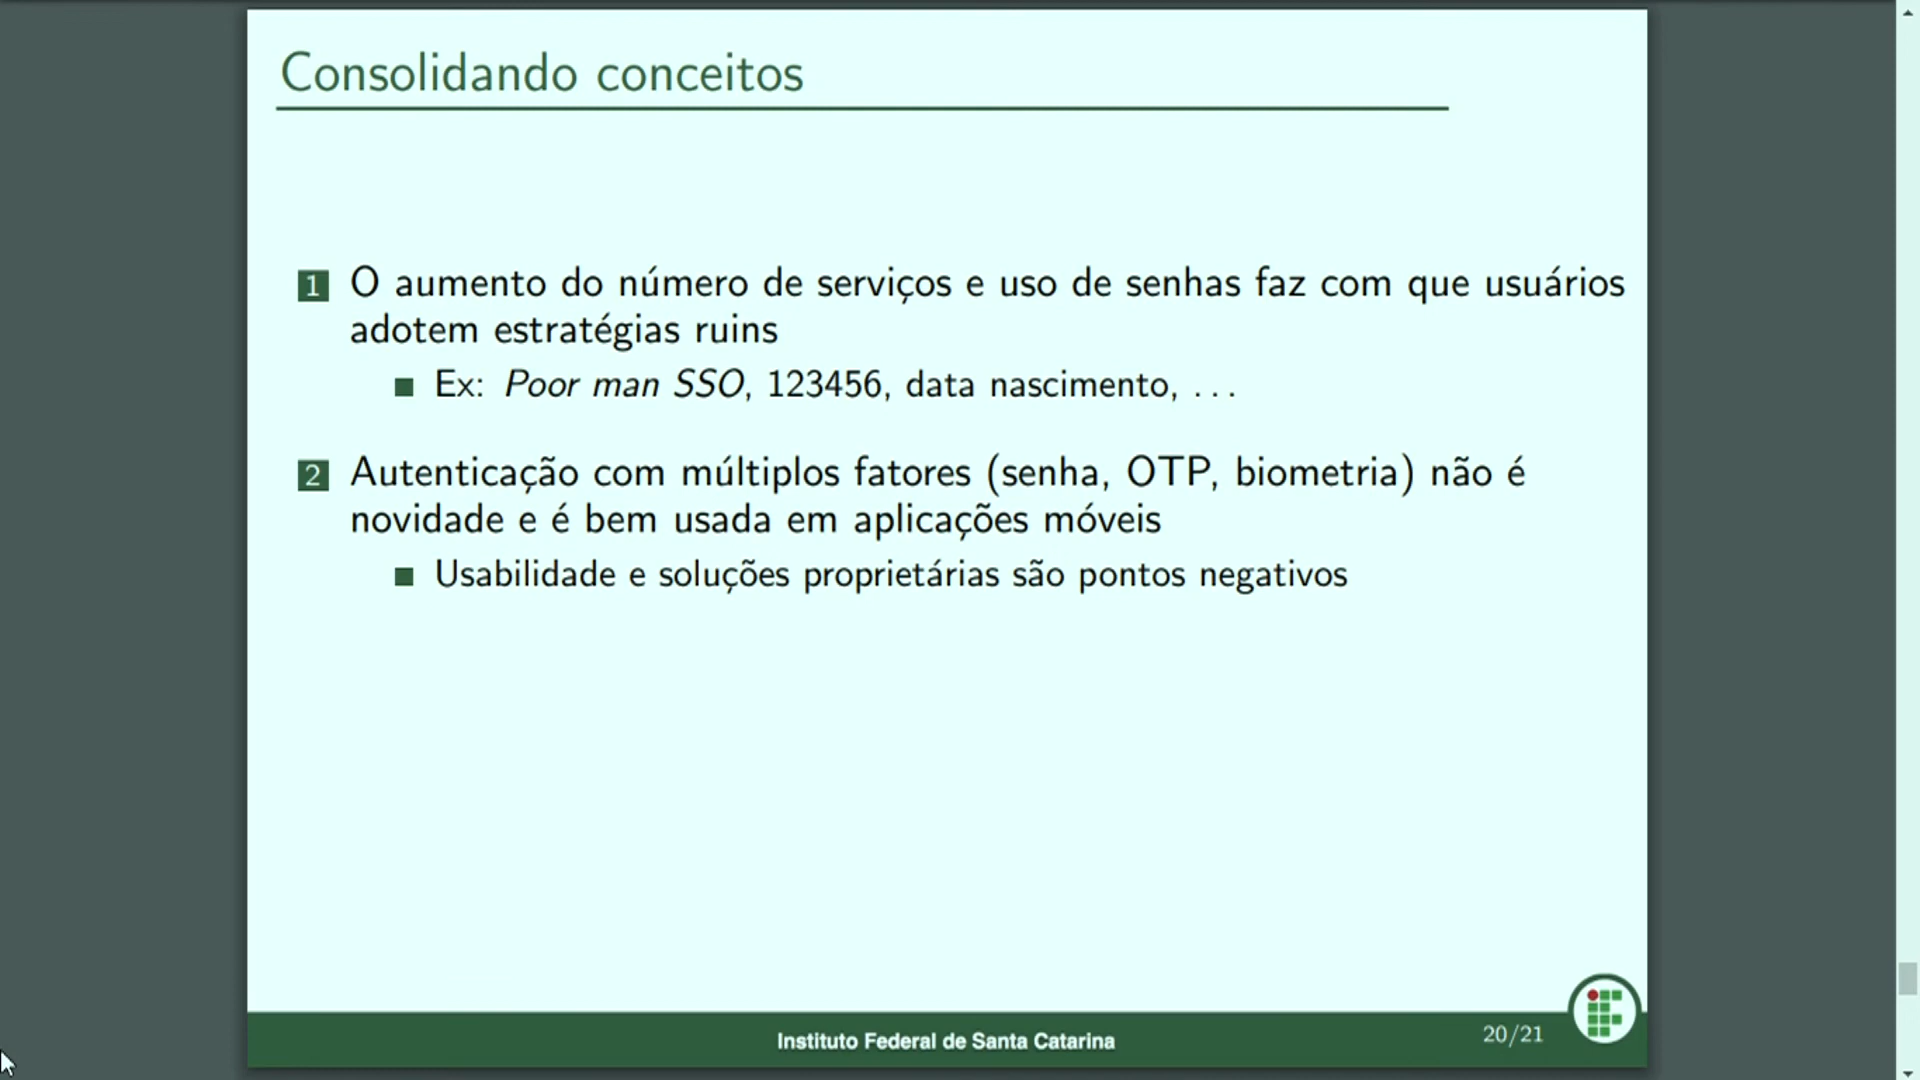 Consolidando conceitos
1 O aumento do número de serviços e uso de senhas faz com que usuários
adotem estratégias ruins
Ex: Poor man SSO, 123456, data nascimento, . . .
2 Autenticação com múltiplos fatores (senha, OTP, biometria) não é
novidade e é bem usada em aplicações móveis
Usabilidade e soluções proprietárias são pontos negativos
Instituto Federal de Santa Catarina
20/21